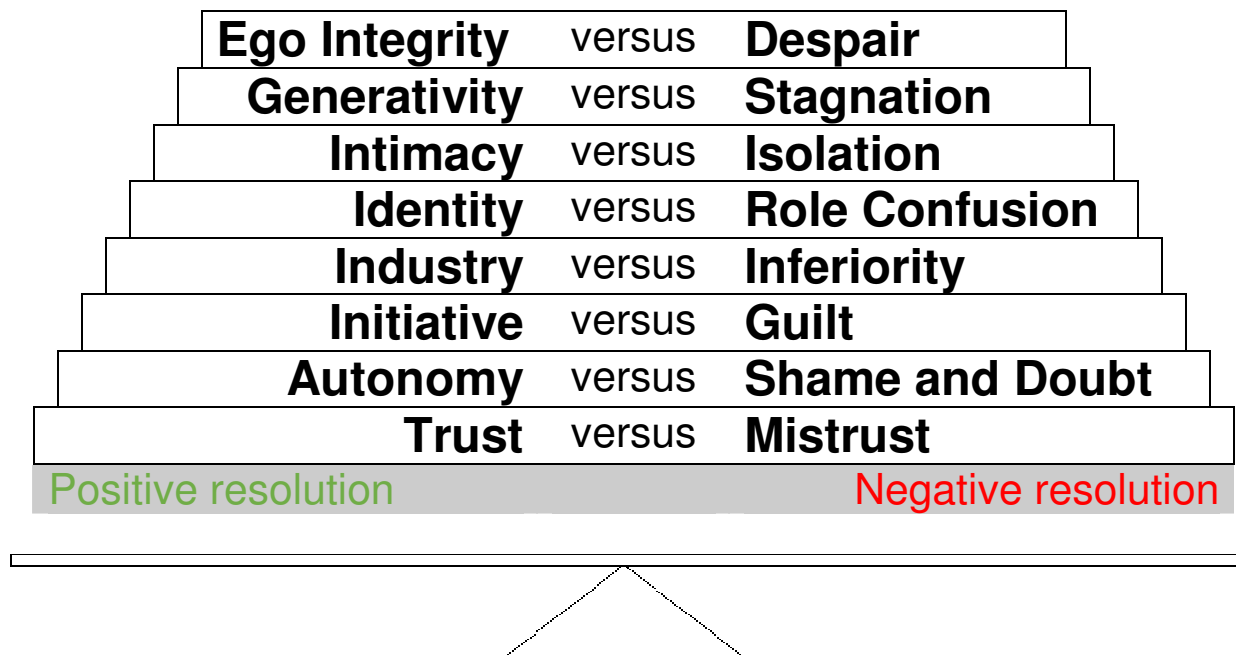 Ego Integrity versus Despair
Generativity versus Stagnation
Intimacy versus Isolation
Identity versus Role Confusion
Industry versus Inferiority
Initiative versus Guilt
Autonomy versus Shame and Doubt
Trust versus Mistrust
Positive resolution Negative resolution